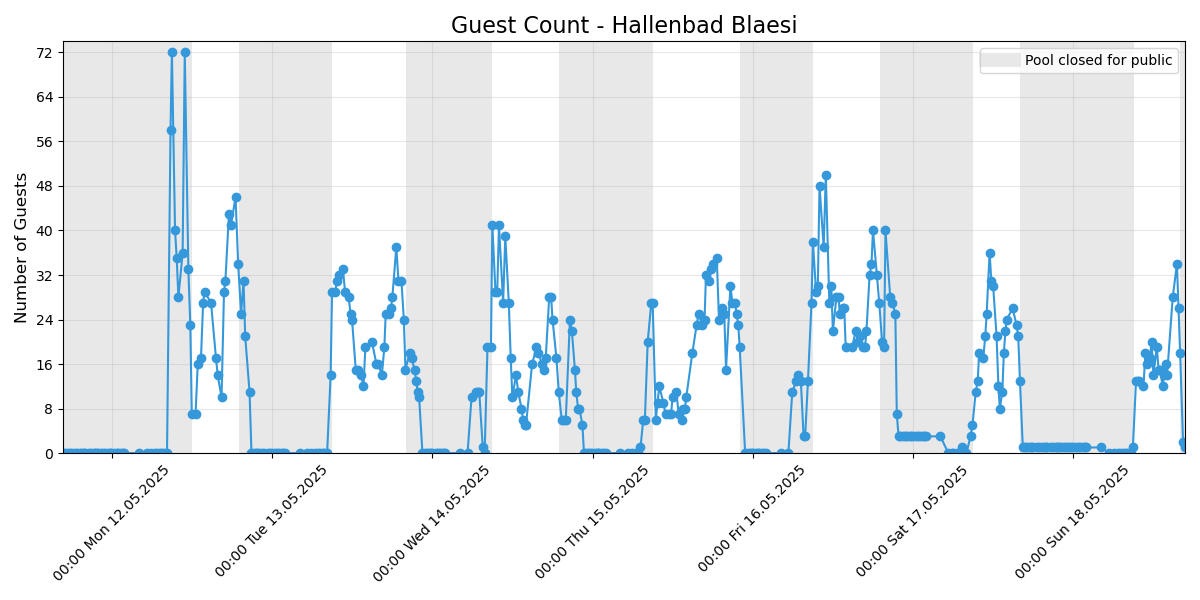 Guest Count - Hallenbad Blaesi
Pool closed for public
Number of Guests
72
64
56
48
40
32
24
16
8
0
00:00 Mon 12.05.2025
00:00 Tue 13.05.2025
00:00 Wed 14.05.2025
00:00 Thu 15.05.2025
00:00 Fri 16.05.2025
00:00 Sat 17.05.2025
00:00 Sun 18.05.2025